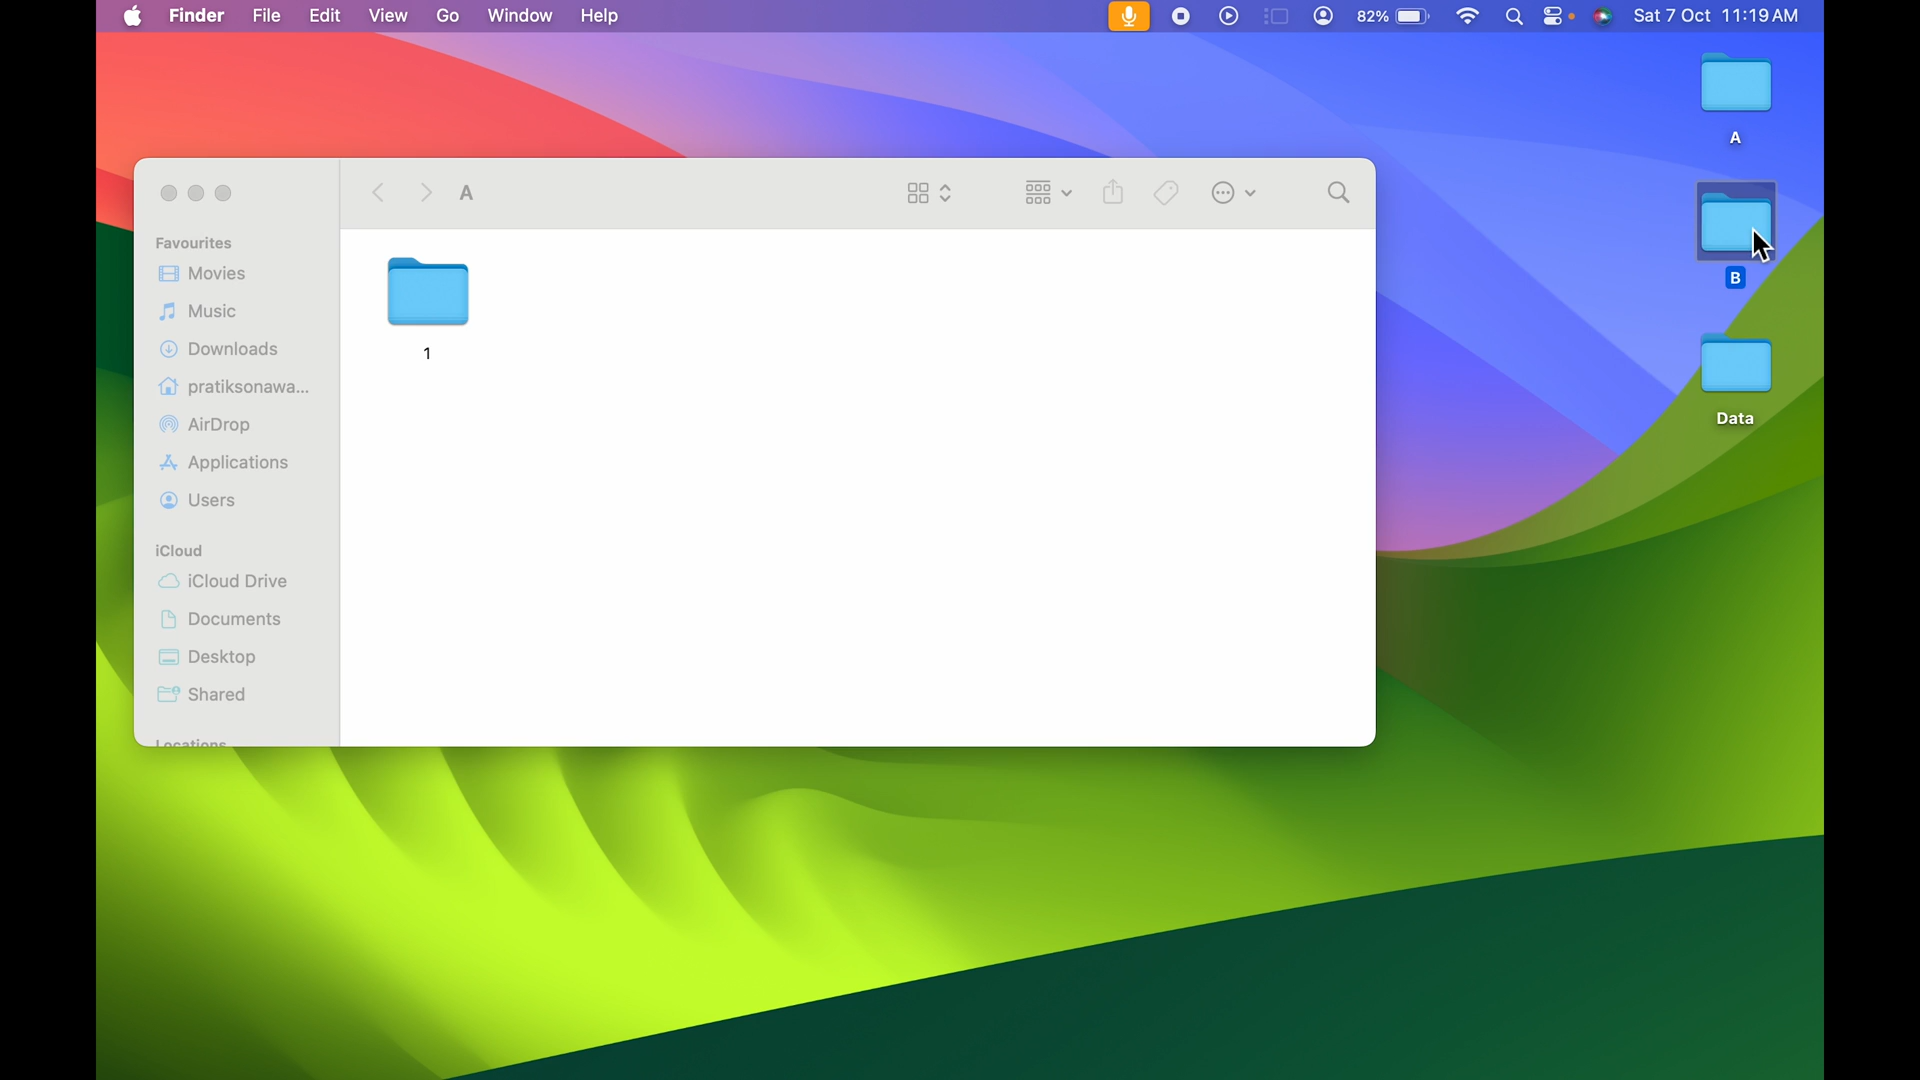 Finder File Edit View Go Window Help 82% Sat 7 Oct 11:19 AM
A
B
Data
A
Favourites
Movies
Music
Downloads
pratiksonawa...
AirDrop
Applications
Users
iCloud
iCloud Drive
Documents
Desktop
Shared
Locations
1